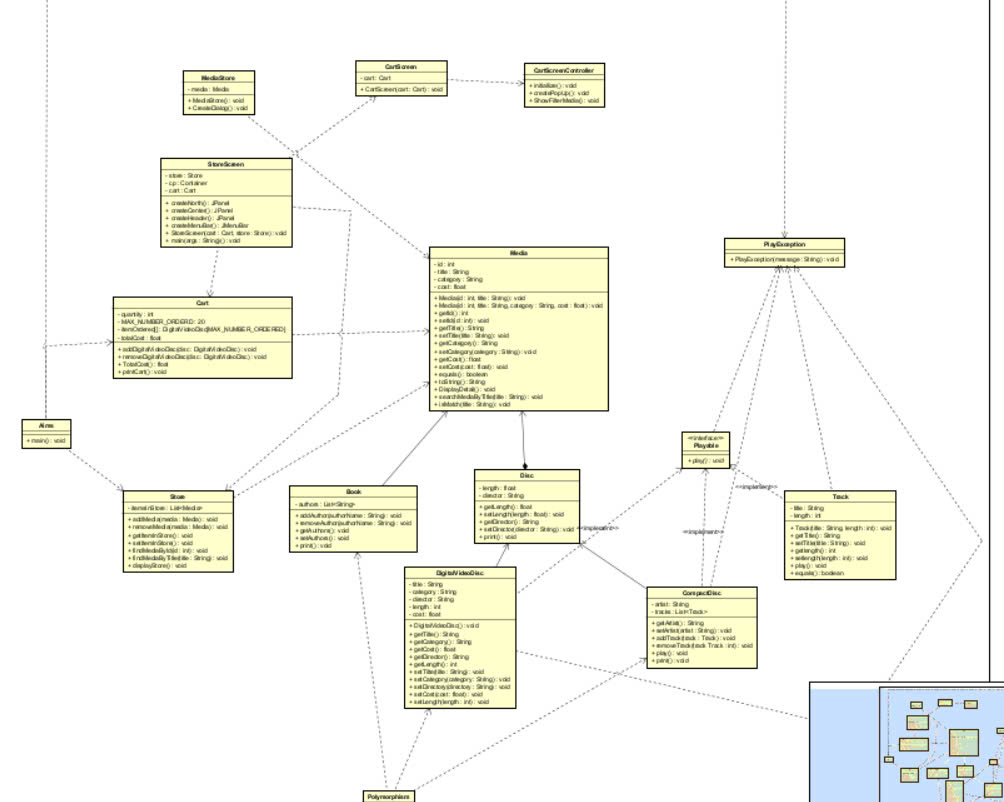 MediaStore
- media : Media
+ MediaStore() : void
+ CreateDialog() : void
CartScreen
- cart : Cart
+ CartScreen(cart : Cart) : void
CartScreenController
+ initialize() : void
+ createPopUp() : void
+ ShowFilterMedia() : void
StoreScreen
- store : Store
- cp : Container
- cart : Cart
+ createNorth() : JPanel
+ createCenter() : JPanel
+ createHeader() : JPanel
+ createMenuBar() : JMenuBar
+ StoreScreen(cart : Cart, store : Store) : void
+ main(args : String) : void
Media
- id : int
- title : String
- category : String
- cost : float
+ Media(id : int, title : String) : void
+ Media(id : int, title : String, category : String, cost : float) : void
+ getId() : int
+ setId(id : int) : void
+ getTitle() : String
+ setTitle(title : String) : void
+ getCategory() : String
+ setCategory(category : String) : void
+ getCost() : float
+ setCost(cost : float) : void
+ equals() : boolean
+ toString() : String
+ DisplayDetail() : void
+ searchMediaByTitle(title : String) : void
+ isMatch(title : String) : void
PlayException
+ PlayException(message : String) : void
Cart
- quantity : int
- MAX_NUMBER_ORDERD : 20
- itemOrdered[] : DigitalVideoDisc[MAX_NUMBER_ORDERED]
- totalCost : float
+ addDigitalVideoDisc(disc : DigitalVideoDisc) : void
+ removeDigitalVideoDisc(disc : DigitalVideoDisc) : void
+ TotalCost() : float
+ printCart() : void
Aims
+ main() : void
<<interface>>
Playable
+ play() : void
Store
- itemsInStore : List<Media>
+ addMedia(media : Media) : void
+ removeMedia(media : Media) : void
+ getItemInStore() : void
+ setItemInStore() : void
+ findMediaById(id : int) : void
+ findMediaByTitle(title : String) : void
+ displayStore() : void
Book
- authors : List<String>
+ addAuthor(authorName : String) : void
+ removeAuthor(authorName : String) : void
+ getAuthors() : void
+ setAuthors() : void
+ print() : void
Disc
- length : float
- director : String
+ getLength() : float
+ setLength(length : float) : void
+ getDirector() : String
+ setDirector(director : String) : void
+ print() : void
<<implement>>
<<implement>>
<<implement>>
Track
- title : String
- length : int
+ Track(title : String, length : int) : void
+ getTitle() : String
+ setTitle(title : String) : void
+ getlength() : int
+ setlength(length : int) : void
+ play() : void
+ equals() : boolean
DigitalVideoDisc
- title : String
- category : String
- director : String
- length : int
- cost : float
+ DigitalVideoDisc() : void
+ getTitle() : String
+ getCategory() : String
+ getCost() : float
+ getDirector() : String
+ getLength() : int
+ setTitle(title : String) : void
+ setCategory(category : String) : void
+ setDirectory(directory : String) : void
+ setCost(cost : float) : void
+ setLength(length : int) : void
CompactDisc
- artist : String
- tracks : List<Track>
+ getArtist() : String
+ setArtist(artist : String) : void
+ addTrack(track : Track) : void
+ removeTrack(track Track : int) : void
+ play() : void
+ print() : void
Polymorphism